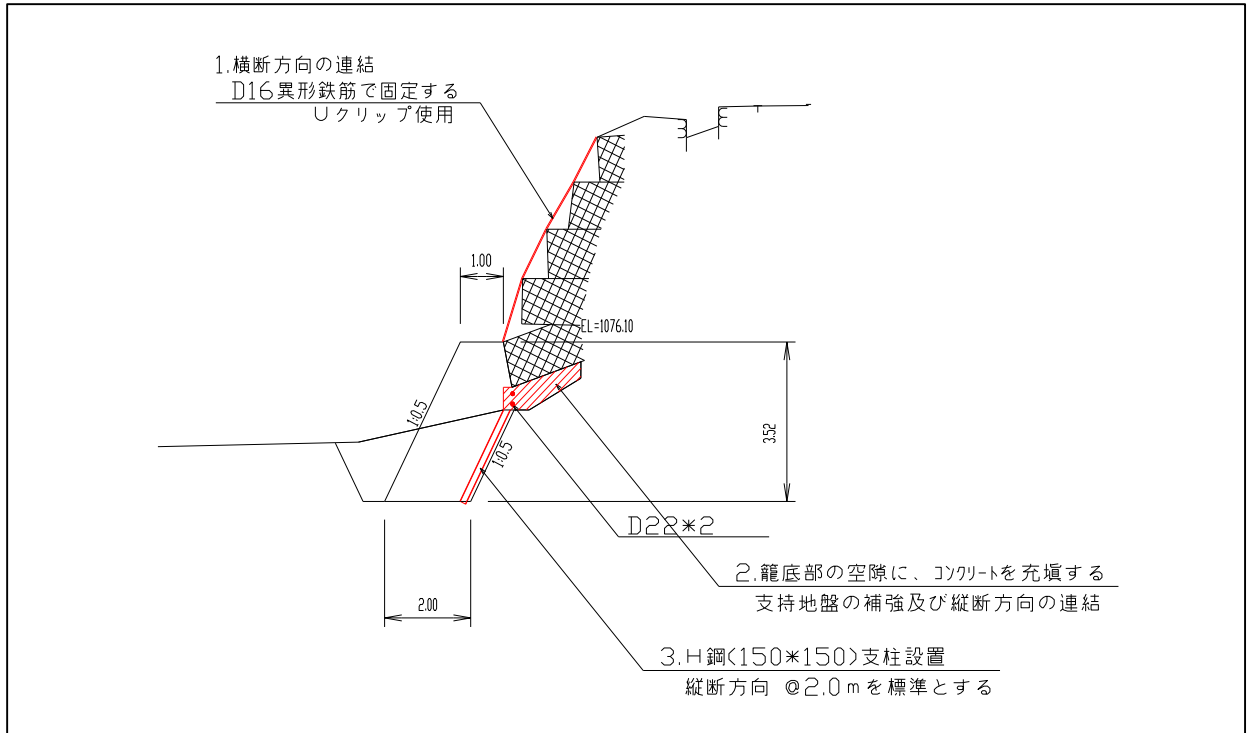 1.横断方向の連結
D16異形鉄筋で固定する
Uクリップ使用
1.00
EL=1076.10
1:0.5
3.52
1:0.5
D22*2
2.籠底部の空隙に、コンクリートを充填する
支持地盤の補強及び縦断方向の連結
2.00
3.H鋼(150*150)支柱設置
縦断方向 @2.0mを標準とする